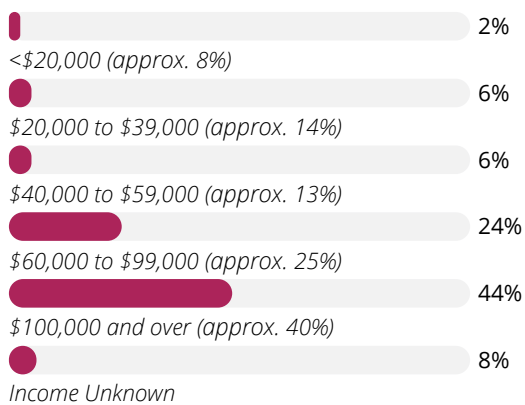 2%
<$20,000 (approx. 8%)
6%
$20,000 to $39,000 (approx. 14%)
6%
$40,000 to $59,000 (approx. 13%)
24%
$60,000 to $99,000 (approx. 25%)
44%
$100,000 and over (approx. 40%)
8%
Income Unknown